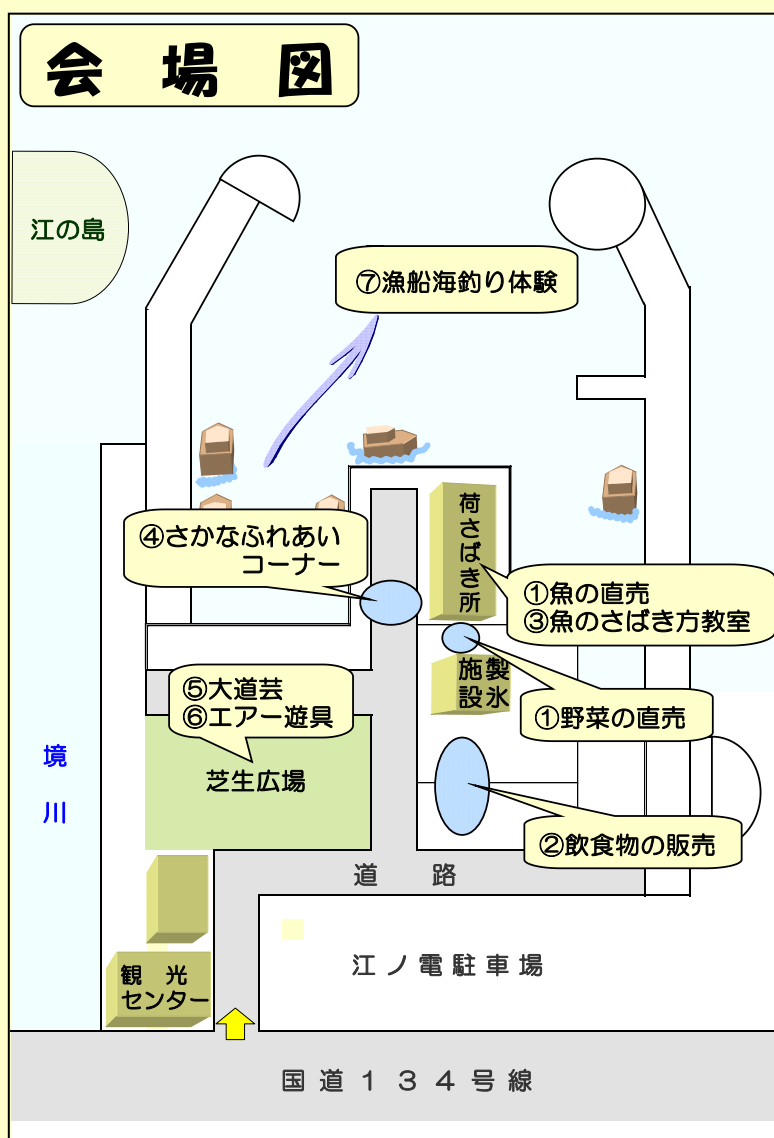 会場図
江の島
⑦漁船海釣り体験
荷さばき所
④さかなふれあい
コーナー
①魚の直売
③魚のさばき方教室
製氷
施設
⑤大道芸
⑥エアー遊具
①野菜の直売
境川
芝生広場
②飲食物の販売
道路
江ノ電駐車場
観光
センター
国道134号線